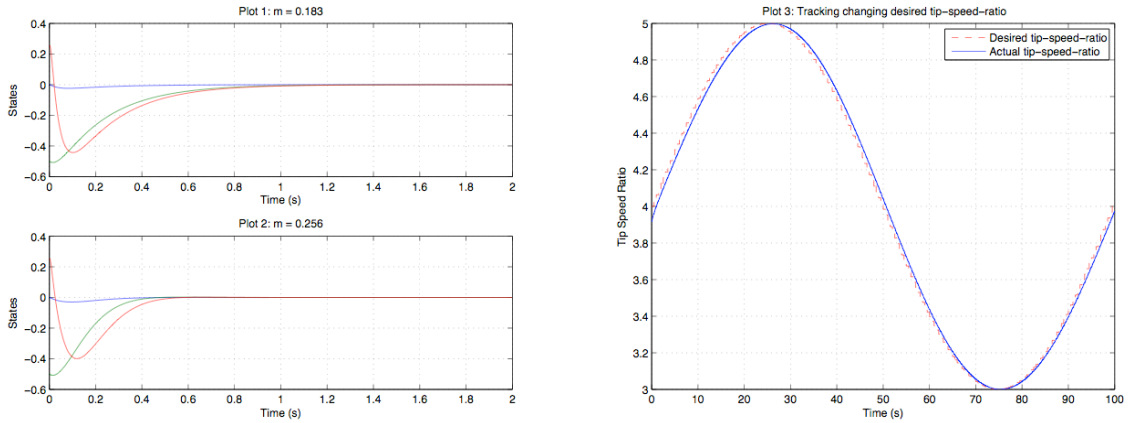 Plot 1: m = 0.183
0.4
0.2
0
−0.2
−0.4
−0.6
States
0 0.2 0.4 0.6 0.8 1 1.2 1.4 1.6 1.8 2
Time (s)
Plot 2: m = 0.256
0.4
0.2
0
−0.2
−0.4
−0.6
States
0 0.2 0.4 0.6 0.8 1 1.2 1.4 1.6 1.8 2
Time (s)
Plot 3: Tracking changing desired tip−speed−ratio
Desired tip−speed−ratio
Actual tip−speed−ratio
5
4.8
4.6
4.4
4.2
4
3.8
3.6
3.4
3.2
3
Tip Speed Ratio
0 10 20 30 40 50 60 70 80 90 100
Time (s)